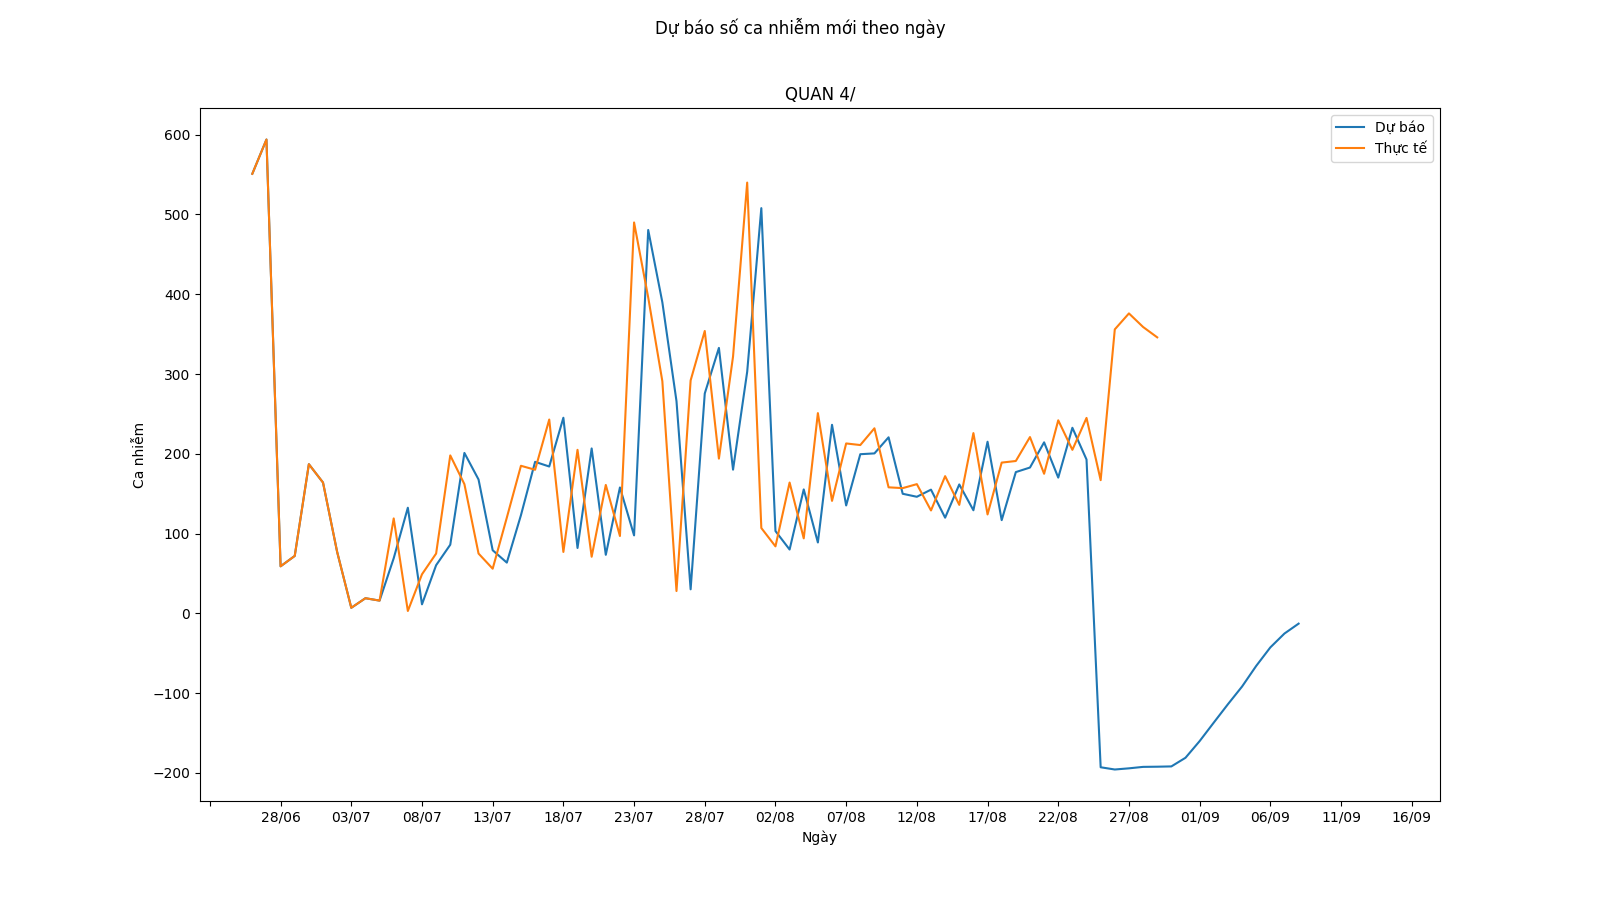 Dự báo số ca nhiễm mới theo ngày
QUAN 4/
Dự báo
Thực tế
600
500
400
300
200
100
0
−100
−200
Ca nhiễm
28/06 03/07 08/07 13/07 18/07 23/07 28/07 02/08 07/08 12/08 17/08 22/08 27/08 01/09 06/09 11/09 16/09
Ngày